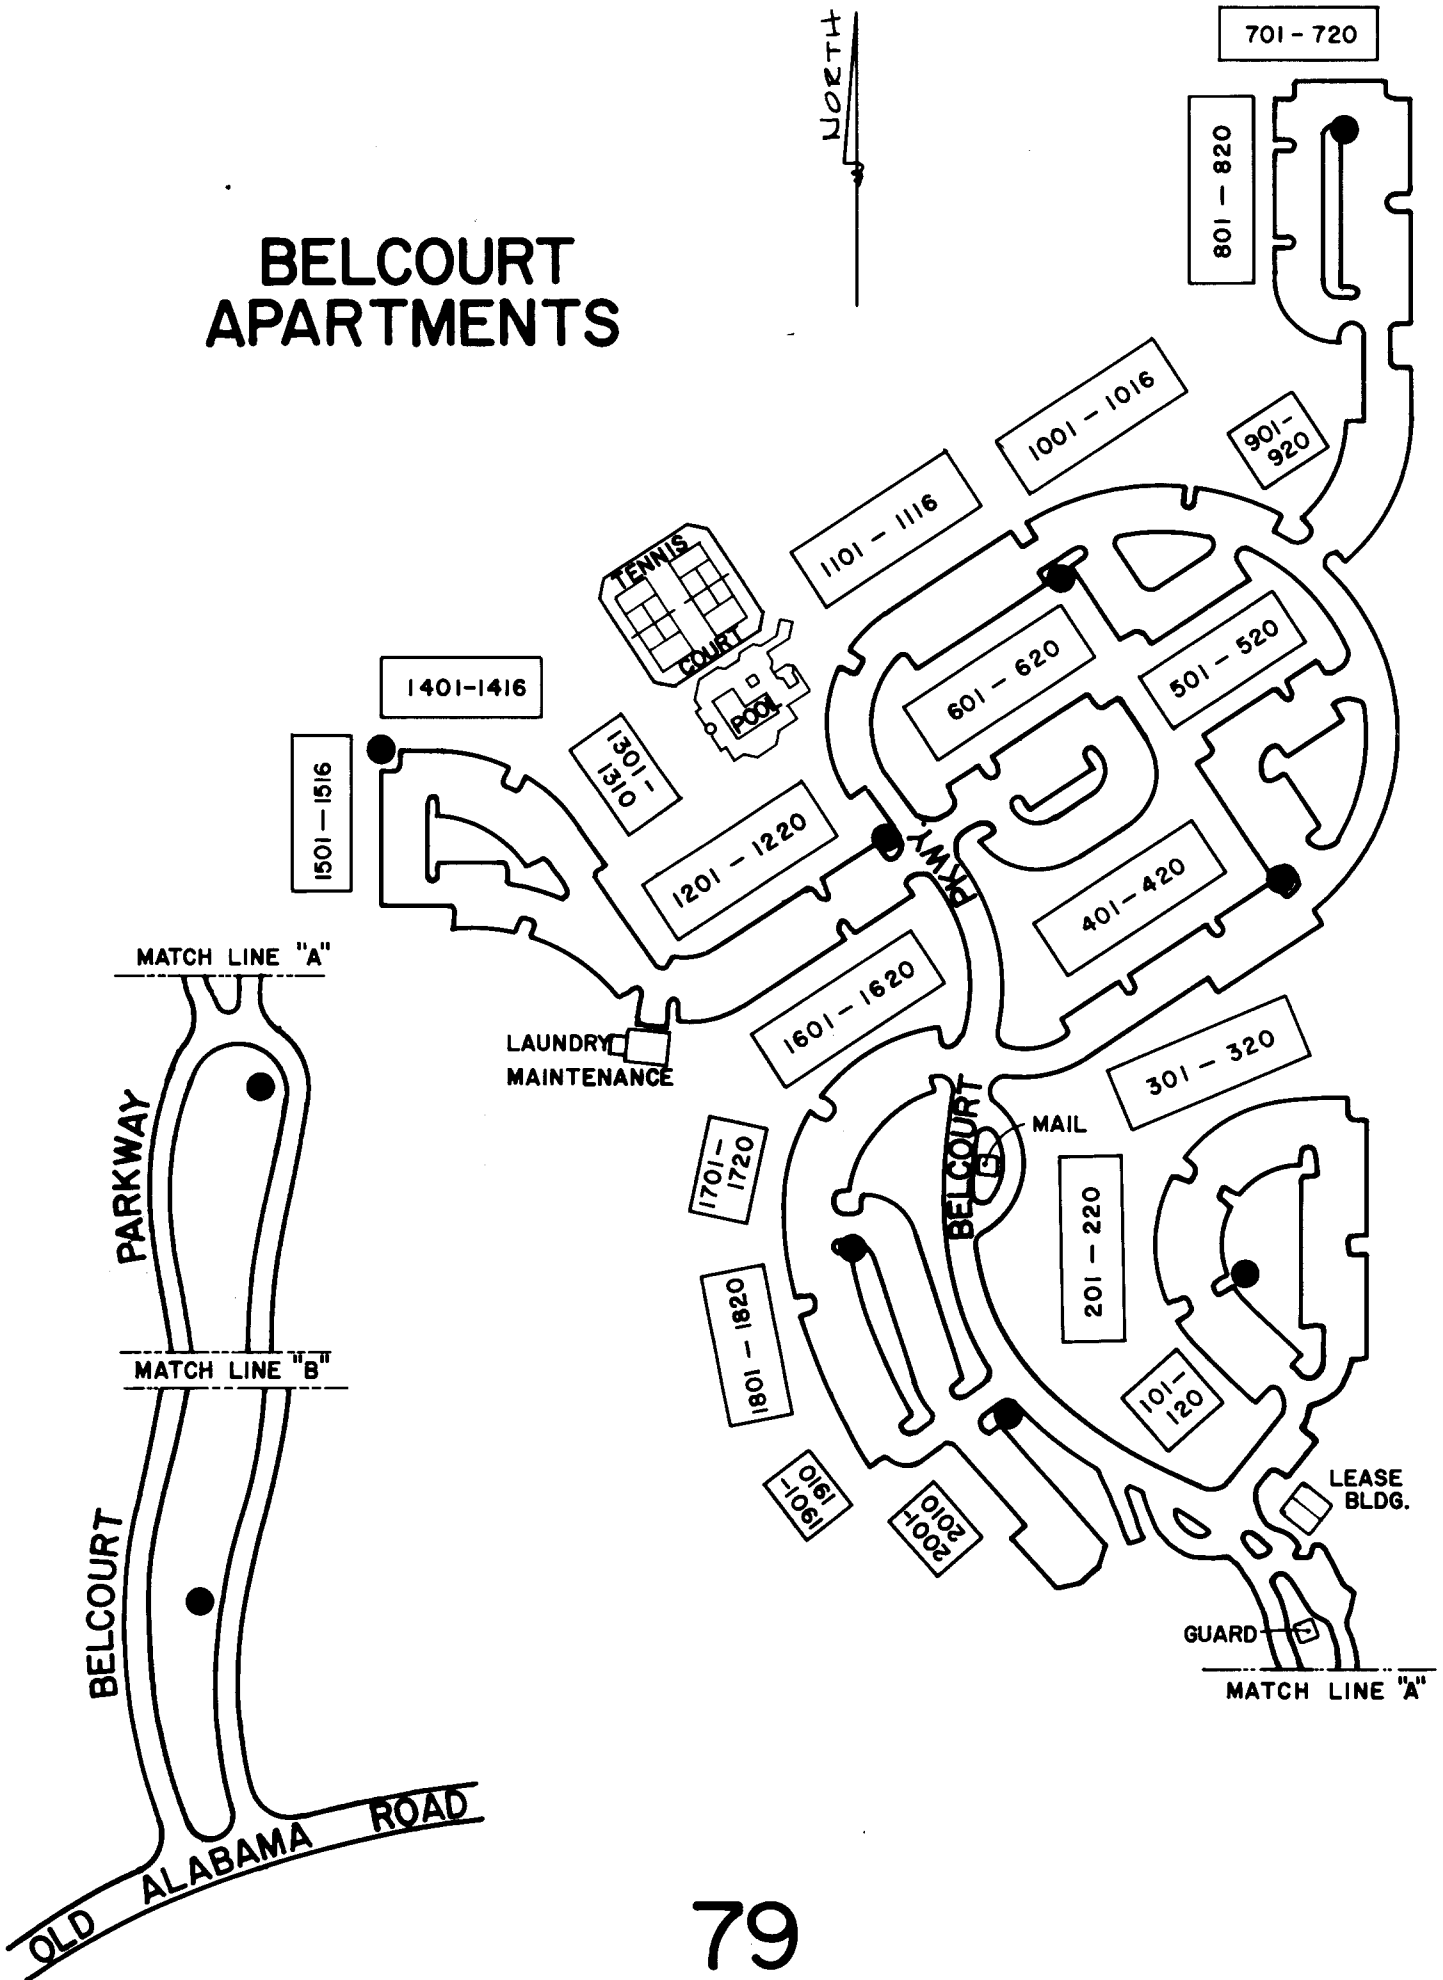 NORTH
701 - 720
801 - 820
BELCOURT
APARTMENTS
1001 - 1016
901-
920
1101 - 1116
TENNIS
COURT
POOL
601 - 620
501 - 520
1401-1416
1301-
1310
1501-1516
1201 - 1220
PKWY.
401 - 420
MATCH LINE "A"
1601 - 1620
LAUNDRY
MAINTENANCE
301 - 320
BELCOURT
MAIL
PARKWAY
1701-
1720
201 - 220
1801 - 1820
MATCH LINE "B"
101-
120
1901-
1910
2001-
2010
LEASE
BLDG.
BELCOURT
GUARD
MATCH LINE "A"
OLD ALABAMA ROAD
79